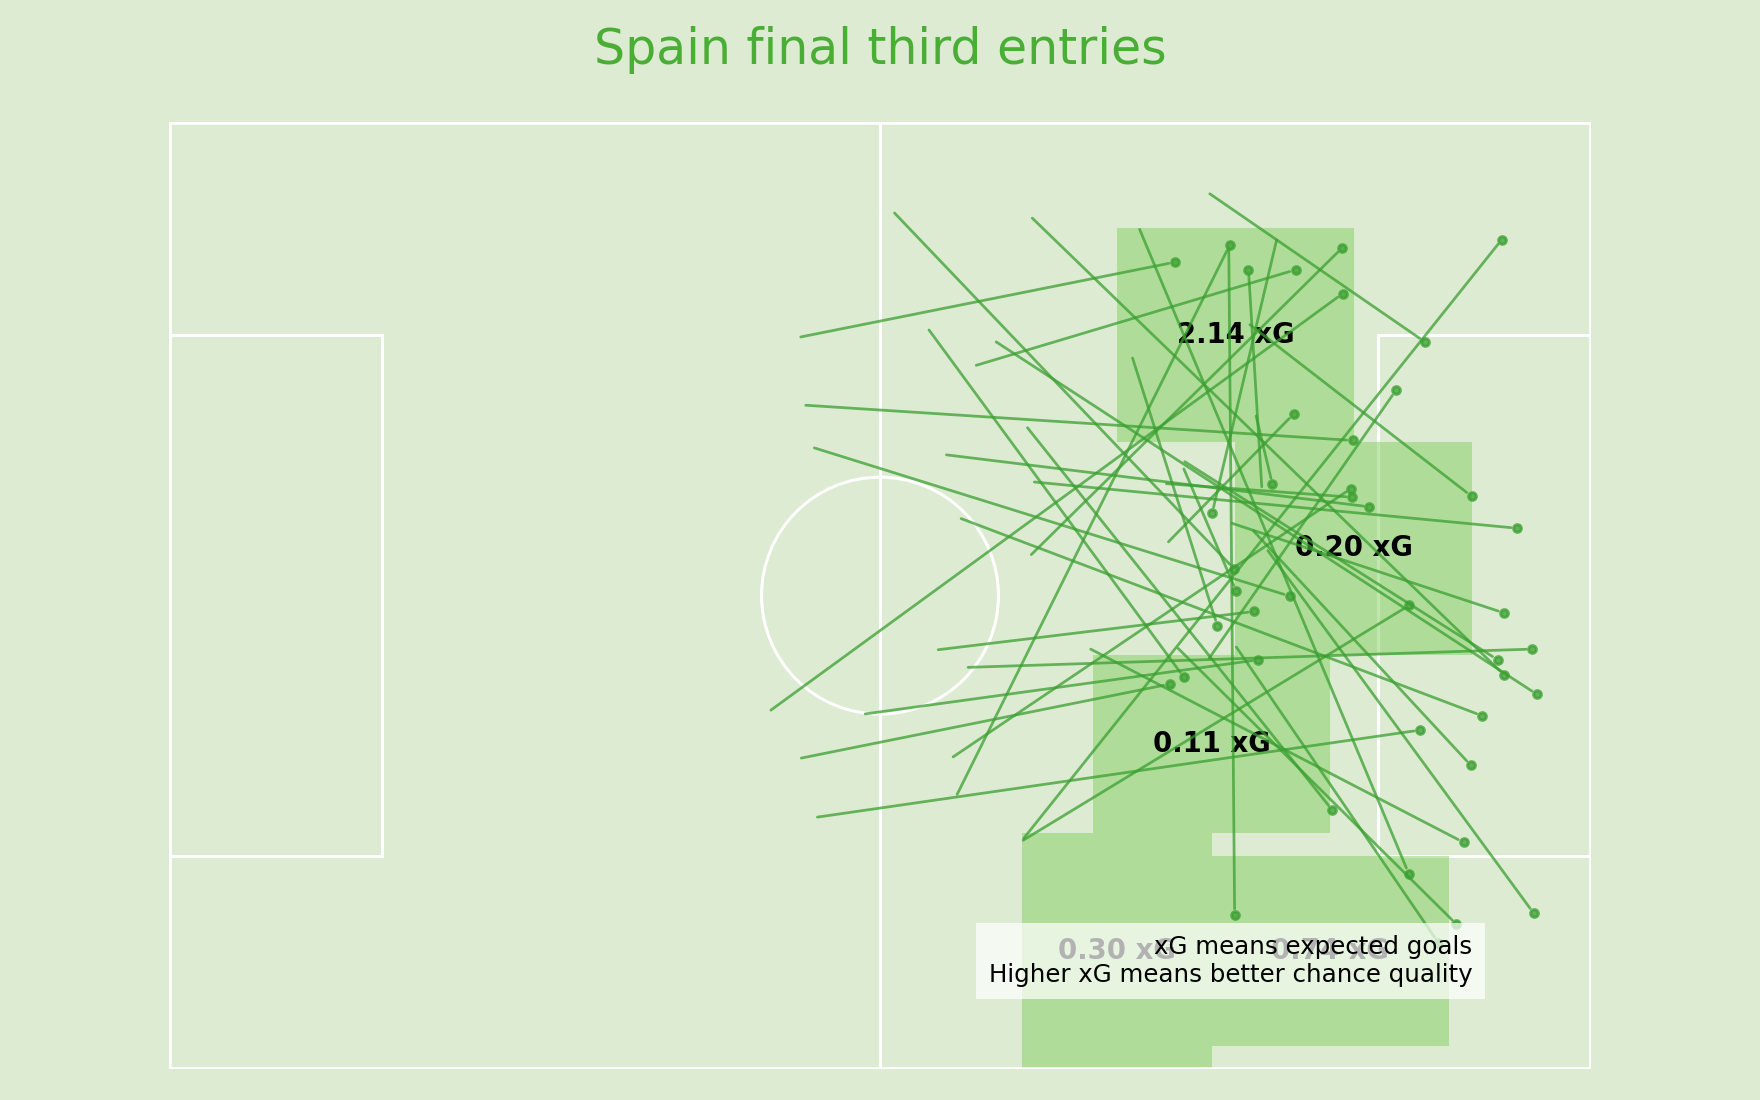 Spain final third entries
2.14 xG
0.20 xG
0.11 xG
0.30 xG
xG means expected goals
Higher xG means better chance quality